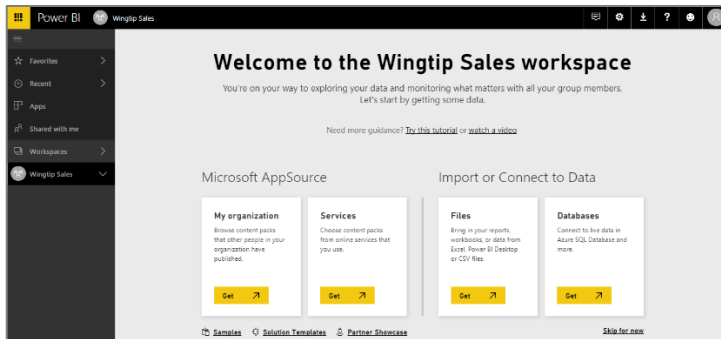 Power BI
Wingtip Sales
Favorites
Recent
Apps
Shared with me
Workspaces
Wingtip Sales
Welcome to the Wingtip Sales workspace
You're on your way to exploring your data and monitoring what matters with all your group members.
Let's start by getting some data.
Need more guidance? Try this tutorial or watch a video
Microsoft AppSource
My organization
Browse content packs
that other people in your
organization have
published.
Get
Services
Choose content packs
from online services that
you use.
Get
Import or Connect to Data
Files
Bring in your reports,
workbooks, or data from
Excel, Power BI Desktop
or CSV files.
Get
Databases
Connect to live data in
Azure SQL Database and
more.
Get
Samples
Solution Templates
Partner Showcase
Skip for now